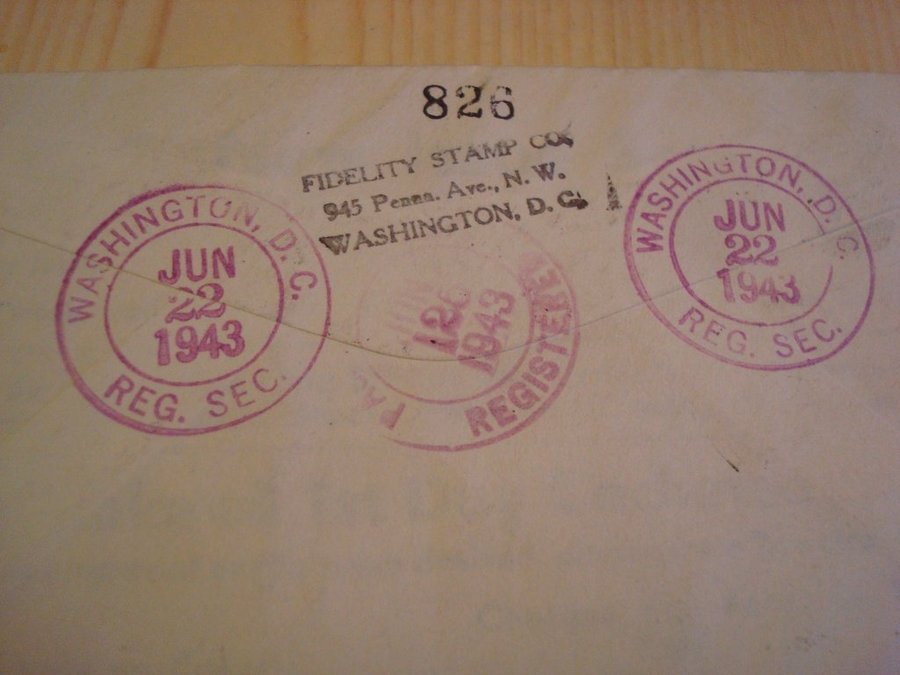 826
FIDELITY STAMP CO.
945 Penna. Ave., N. W.
WASHINGTON, D. C.
WASHINGTON, D. C.
JUN
22
1943
REG. SEC.
1943
REGISTERE
WASHINGTON, D. C.
JUN
22
1943
REG. SEC.